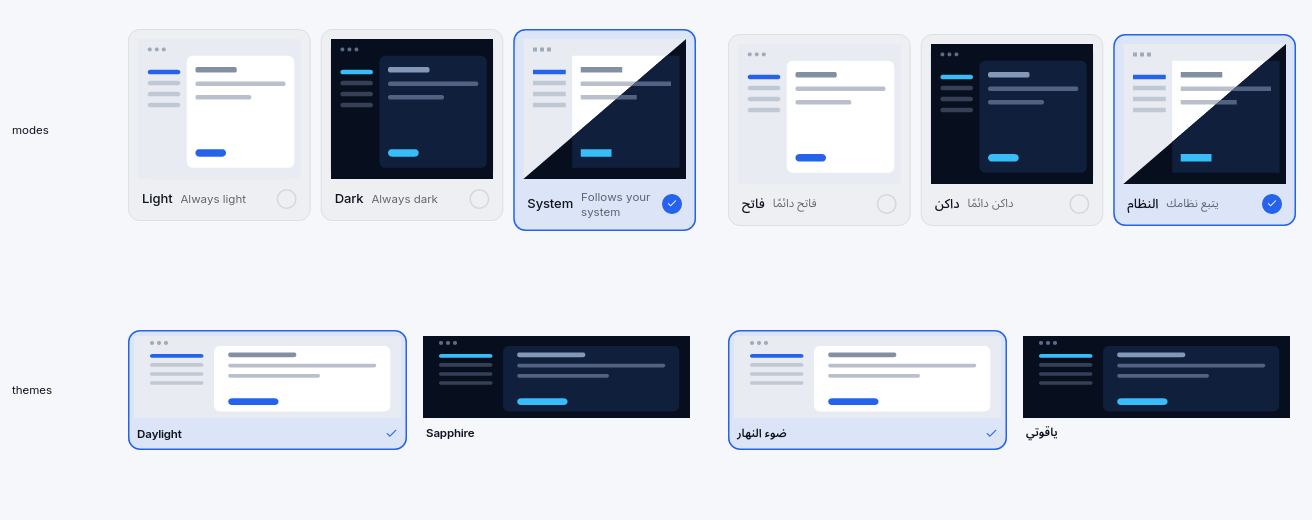 modes
Light Always light
Dark Always dark
System Follows your
system
فاتح فاتح دائمًا
داكن داكن دائمًا
النظام يتبع نظامك
themes
Daylight
Sapphire
ضوء النهار
ياقوتي